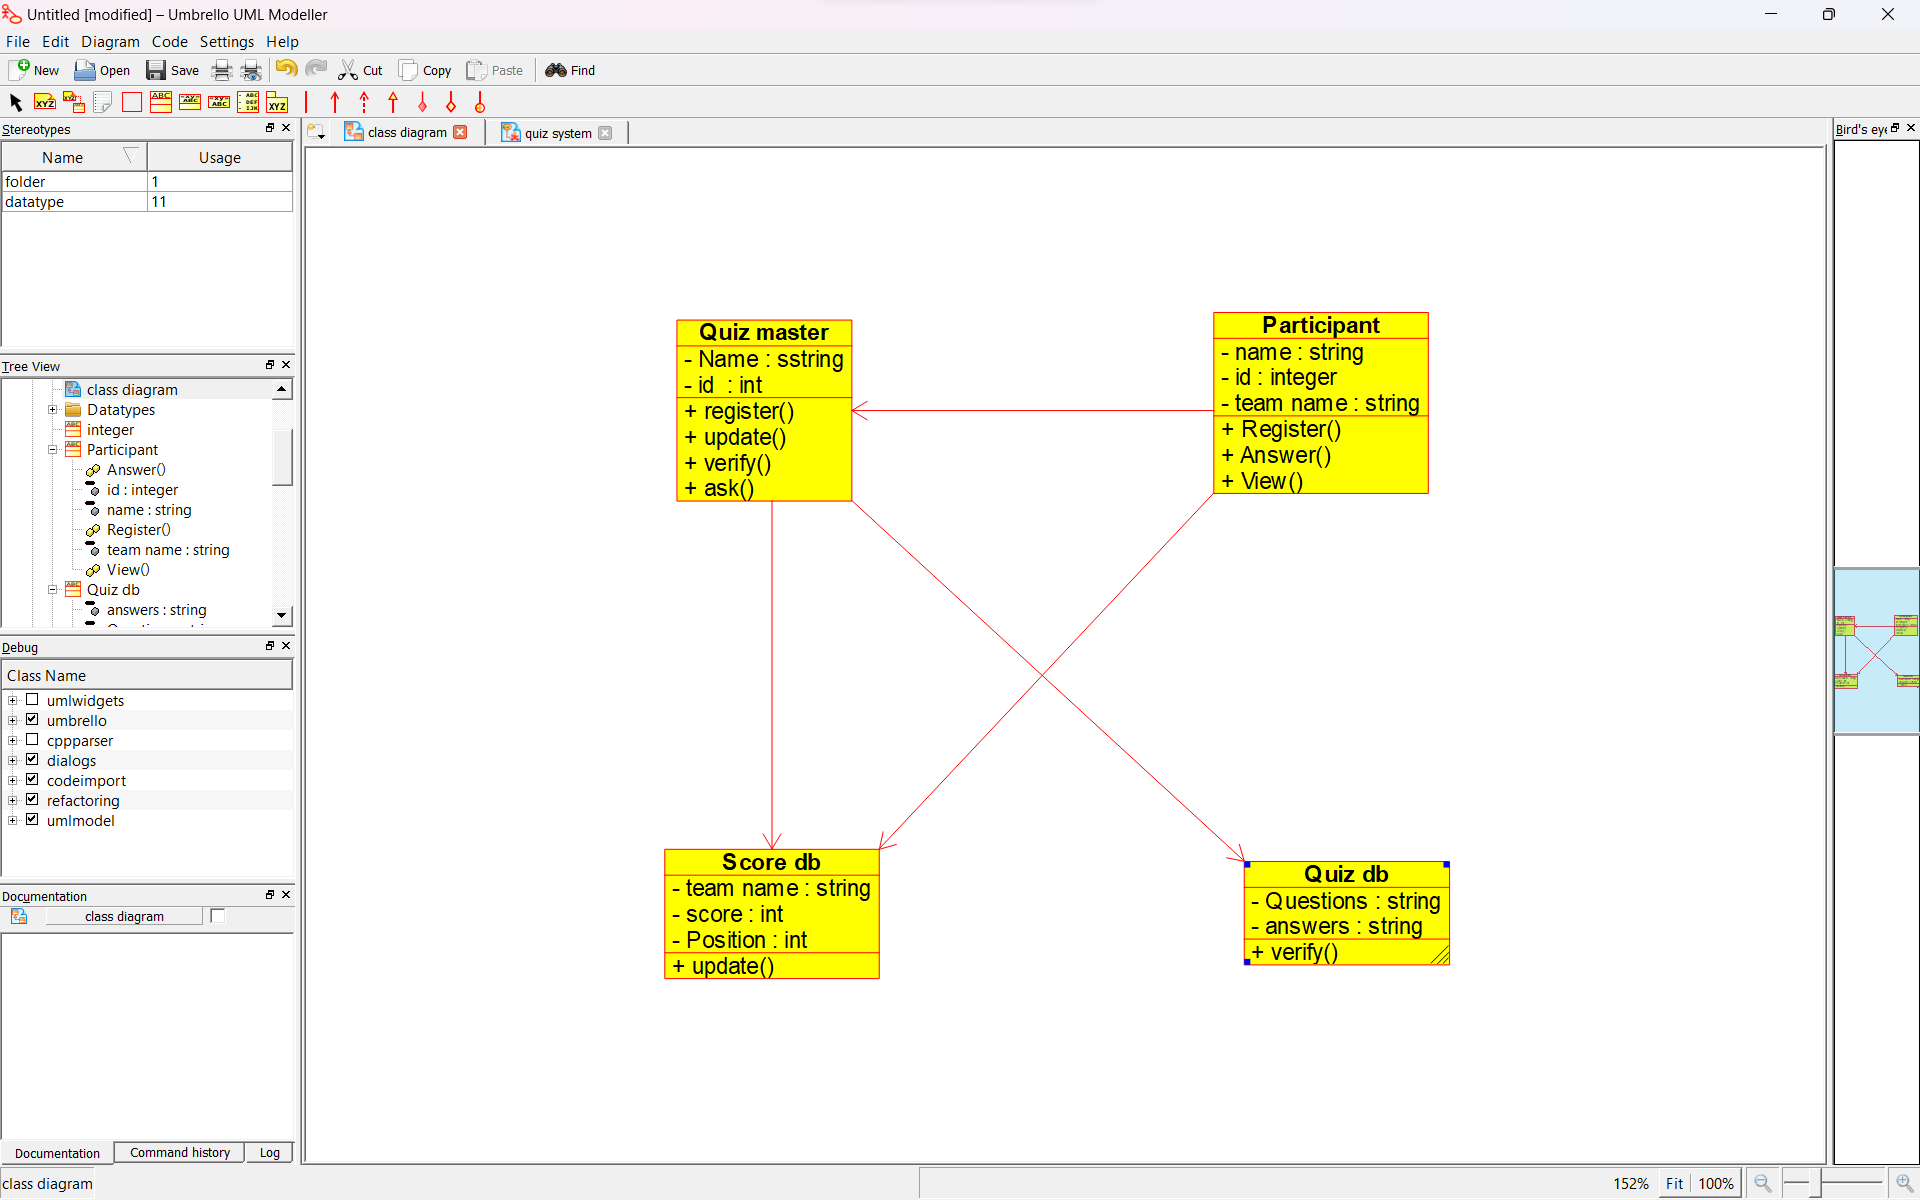 Untitled [modified] – Umbrello UML Modeller
File Edit Diagram Code Settings Help
New Open Save Cut Copy Paste Find
Stereotypes
Name Usage
folder 1
datatype 11
Tree View
class diagram
Datatypes
integer
Participant
Answer()
id : integer
name : string
Register()
team name : string
View()
Quiz db
answers : string
Debug
Class Name
umlwidgets
umbrello
cppparser
dialogs
codeimport
refactoring
umlmodel
Documentation
class diagram
Documentation Command history Log
class diagram
class diagram quiz system
Quiz master
- Name : sstring
- id : int
+ register()
+ update()
+ verify()
+ ask()
Participant
- name : string
- id : integer
- team name : string
+ Register()
+ Answer()
+ View()
Score db
- team name : string
- score : int
- Position : int
+ update()
Quiz db
- Questions : string
- answers : string
+ verify()
Bird's eye
152% Fit 100%